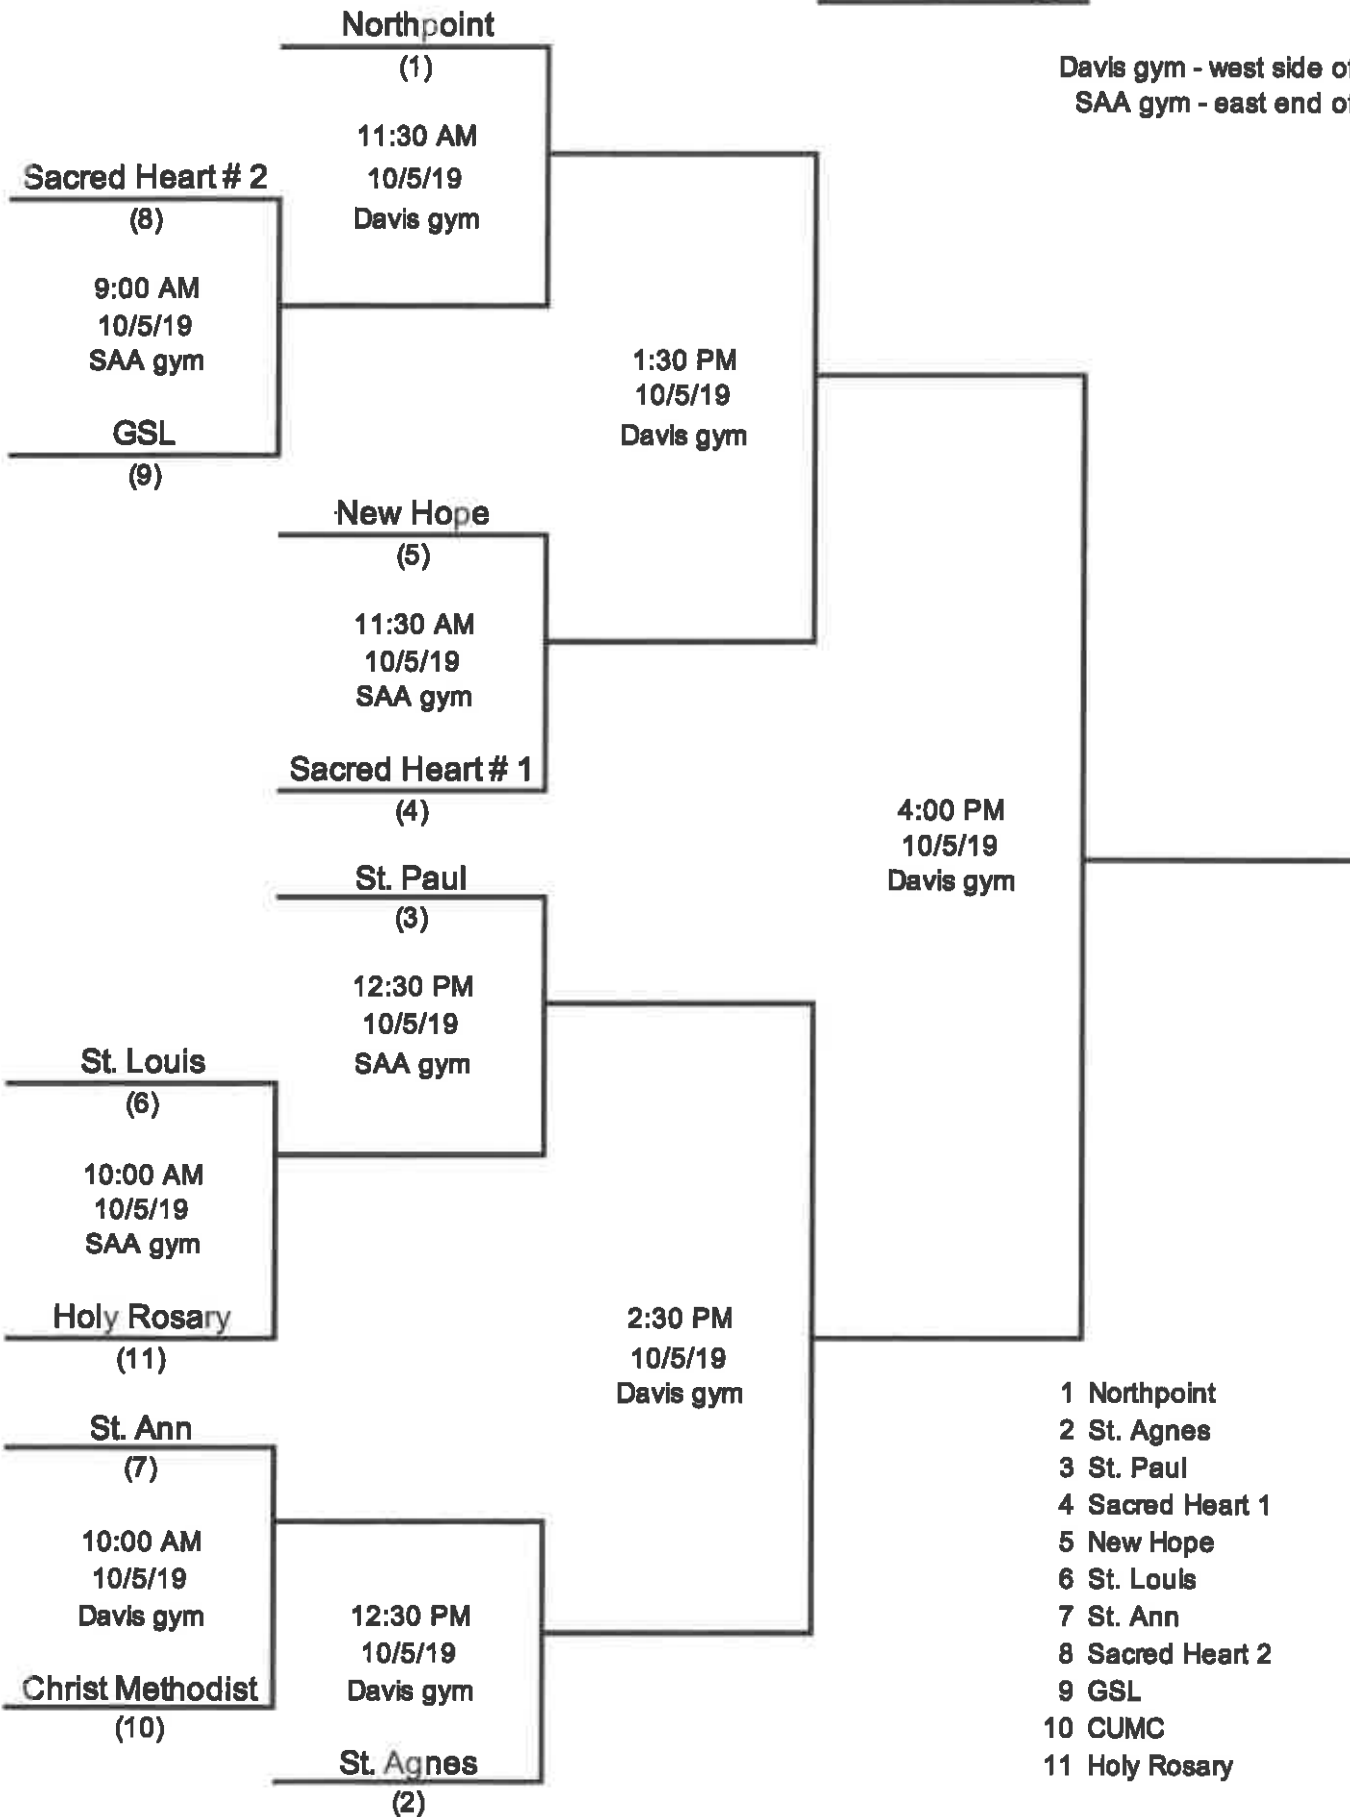 Northpoint
(1)
Davis gym - west side of
SAA gym - east end of
11:30 AM
10/5/19
Davis gym
Sacred Heart # 2
(8)
9:00 AM
10/5/19
SAA gym
GSL
(9)
1:30 PM
10/5/19
Davis gym
New Hope
(5)
11:30 AM
10/5/19
SAA gym
Sacred Heart # 1
(4)
4:00 PM
10/5/19
Davis gym
St. Paul
(3)
12:30 PM
10/5/19
SAA gym
St. Louis
(6)
10:00 AM
10/5/19
SAA gym
Holy Rosary
(11)
2:30 PM
10/5/19
Davis gym
St. Ann
(7)
10:00 AM
10/5/19
Davis gym
Christ Methodist
(10)
12:30 PM
10/5/19
Davis gym
St. Agnes
(2)
1 Northpoint
2 St. Agnes
3 St. Paul
4 Sacred Heart 1
5 New Hope
6 St. Louis
7 St. Ann
8 Sacred Heart 2
9 GSL
10 CUMC
11 Holy Rosary